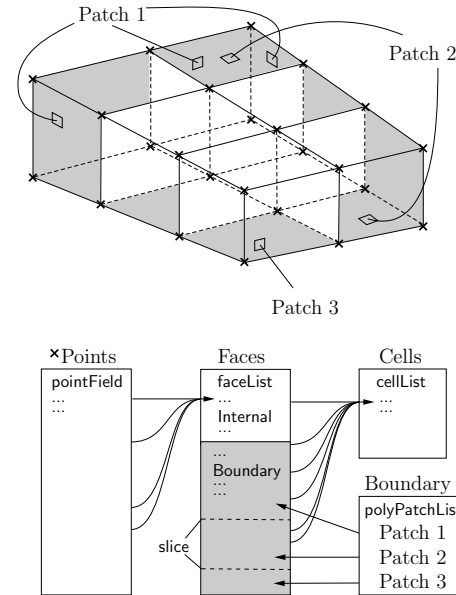 Patch 1
Patch 2
Patch 3
×Points
Faces
Cells
pointField
...
...
faceList
...
Internal
...
cellList
...
...
...
Boundary
...
...
slice
Boundary
polyPatchList
Patch 1
Patch 2
Patch 3